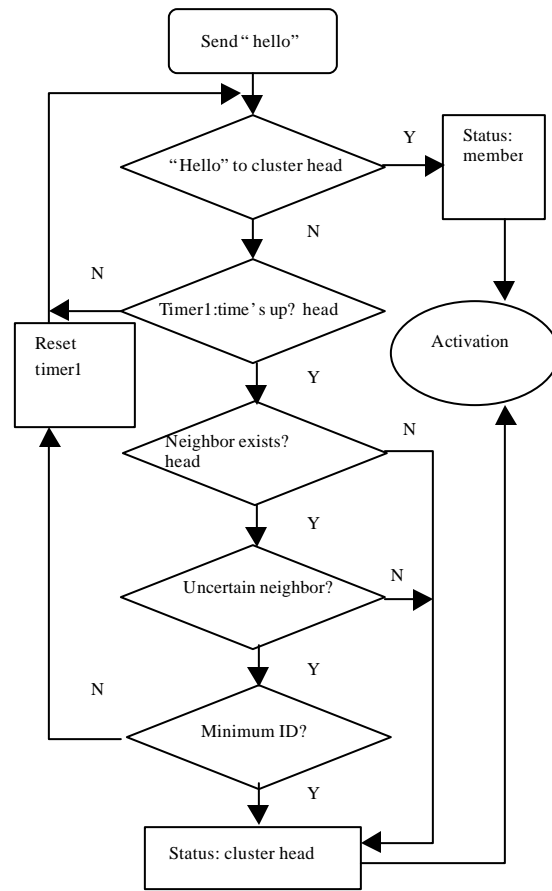 Send “ hello”
“Hello” to cluster head
Y
Status:
member
N
N
Timer1:time’s up? head
Activation
Reset
timer1
Y
Neighbor exists?
head
N
Y
Uncertain neighbor?
N
Y
N
Minimum ID?
Y
Status: cluster head